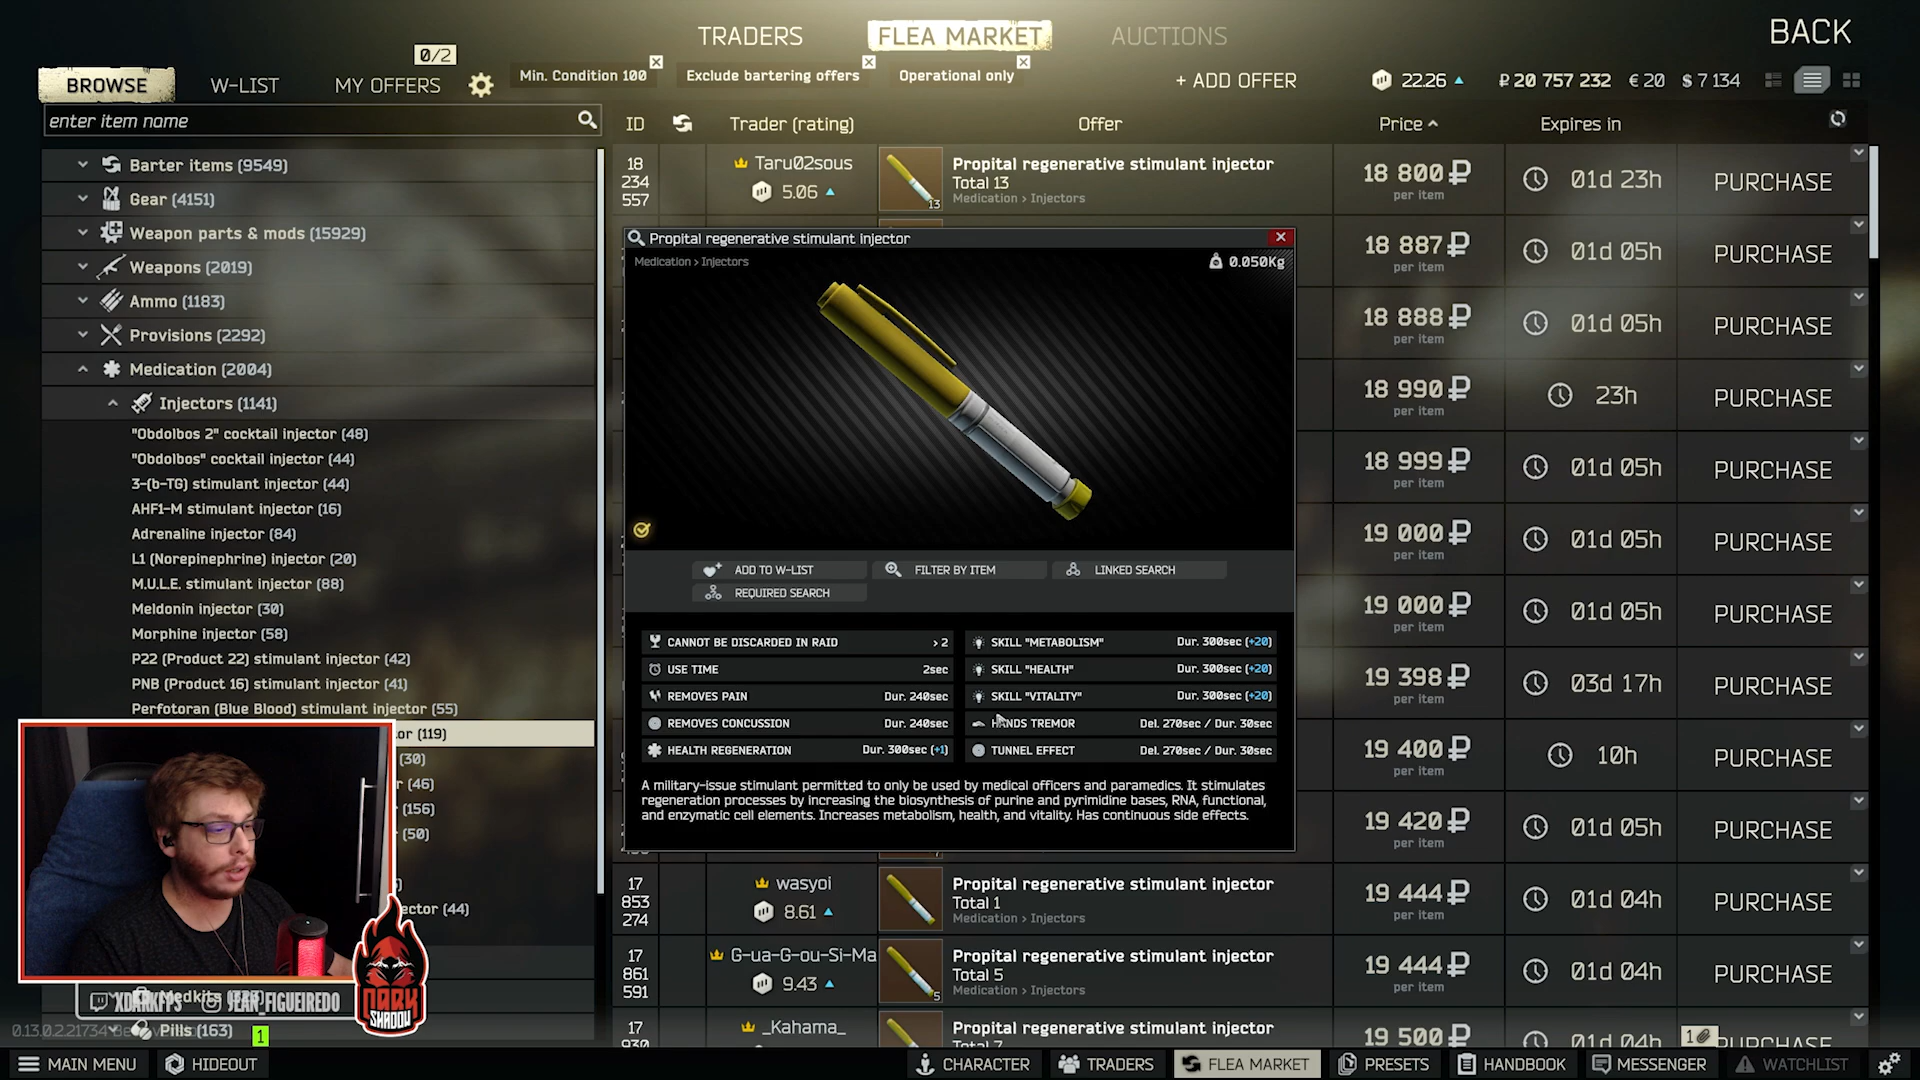 TRADERS
FLEA MARKET
AUCTIONS
BACK
0/2
BROWSE
W-LIST
MY OFFERS
Min. Condition 100
Exclude bartering offers
Operational only
+ ADD OFFER
22.26
₽ 20 757 232
€ 20
$ 7 134
enter item name
ID
Trader (rating)
Offer
Price
Expires in
Barter items (9549)
Gear (4151)
Weapon parts & mods (15929)
Weapons (2019)
Ammo (1183)
Provisions (2292)
Medication (2004)
Injectors (1141)
"Obdolbos 2" cocktail injector (48)
"Obdolbos" cocktail injector (44)
3-(b-TG) stimulant injector (44)
AHF1-M stimulant injector (16)
Adrenaline injector (84)
L1 (Norepinephrine) injector (20)
M.U.L.E. stimulant injector (88)
Meldonin injector (30)
Morphine injector (58)
P22 (Product 22) stimulant injector (42)
PNB (Product 16) stimulant injector (41)
Perfotoran (Blue Blood) stimulant injector (55)
(119)
(30)
(46)
(156)
(50)
(44)
Pills (163)
18 234 557
Taru02sous
5.06
13
Propital regenerative stimulant injector
Total 13
Medication > Injectors
18 800 ₽
per item
01d 23h
PURCHASE
18 887 ₽
per item
01d 05h
PURCHASE
18 888 ₽
per item
01d 05h
PURCHASE
18 990 ₽
per item
23h
PURCHASE
18 999 ₽
per item
01d 05h
PURCHASE
19 000 ₽
per item
01d 05h
PURCHASE
19 000 ₽
per item
01d 05h
PURCHASE
19 398 ₽
per item
03d 17h
PURCHASE
19 400 ₽
per item
10h
PURCHASE
19 420 ₽
per item
01d 05h
PURCHASE
17 853 274
wasyoi
8.61
Propital regenerative stimulant injector
Total 1
Medication > Injectors
19 444 ₽
per item
01d 04h
PURCHASE
17 861 591
G-ua-G-ou-Si-Ma
9.43
5
Propital regenerative stimulant injector
Total 5
Medication > Injectors
19 444 ₽
per item
01d 04h
PURCHASE
17
_Kahama_
Propital regenerative stimulant injector
19 500 ₽
01d 04h
PURCHASE
Propital regenerative stimulant injector
Medication > Injectors
0.050Kg
ADD TO W-LIST
FILTER BY ITEM
LINKED SEARCH
REQUIRED SEARCH
CANNOT BE DISCARDED IN RAID > 2
USE TIME 2sec
REMOVES PAIN Dur. 240sec
REMOVES CONCUSSION Dur. 240sec
HEALTH REGENERATION Dur. 300sec (+1)
SKILL "METABOLISM" Dur. 300sec (+20)
SKILL "HEALTH" Dur. 300sec (+20)
SKILL "VITALITY" Dur. 300sec (+20)
HANDS TREMOR Del. 270sec / Dur. 30sec
TUNNEL EFFECT Del. 270sec / Dur. 30sec
A military-issue stimulant permitted to only be used by medical officers and paramedics. It stimulates
regeneration processes by increasing the biosynthesis of purine and pyrimidine bases, RNA, functional,
and enzymatic cell elements. Increases metabolism, health, and vitality. Has continuous side effects.
XDARKFPS
JEAN_FIGUEIREDO
DARK SHADOW
1
1
MAIN MENU
HIDEOUT
CHARACTER
TRADERS
FLEA MARKET
PRESETS
HANDBOOK
MESSENGER
WATCHLIST